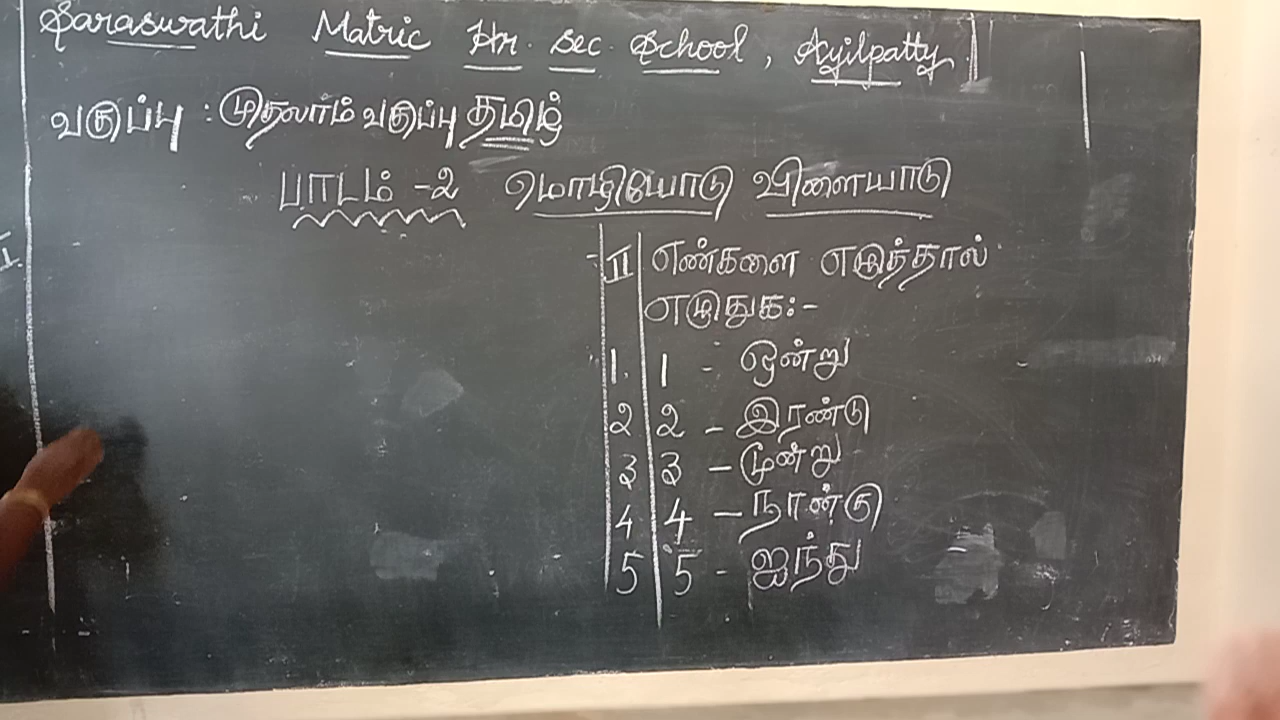 Saraswathi Matric Hr. Sec. School, Ayilpatty.
வகுப்பு : முதலாம் வகுப்பு தமிழ்
பாடம் -2 மொழியோடு விளையாடு
I.
II எண்களை எழுத்தால்
எழுதுக:-
1. 1 - ஒன்று
2 2 - இரண்டு
3 3 - மூன்று
4 4 - நான்கு
5 5 - ஐந்து